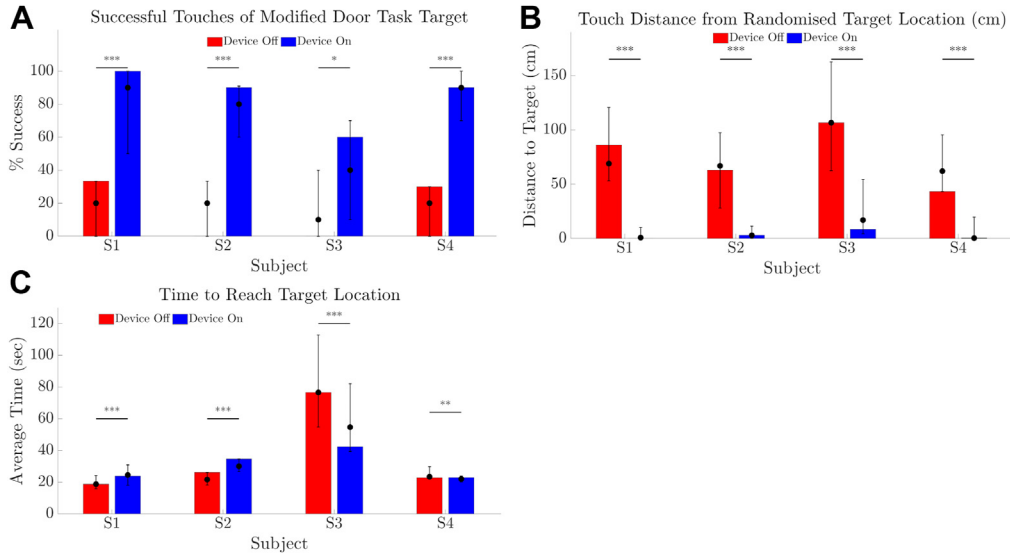 A
Successful Touches of Modified Door Task Target
Device Off Device On
*** *** * ***
100
80
60
40
20
0
% Success
S1 S2 S3 S4
Subject
B
Touch Distance from Randomised Target Location (cm)
Device Off Device On
*** *** *** ***
150
100
50
0
Distance to Target (cm)
S1 S2 S3 S4
Subject
C
Time to Reach Target Location
Device Off Device On
*** *** *** **
120
100
80
60
40
20
0
Average Time (sec)
S1 S2 S3 S4
Subject